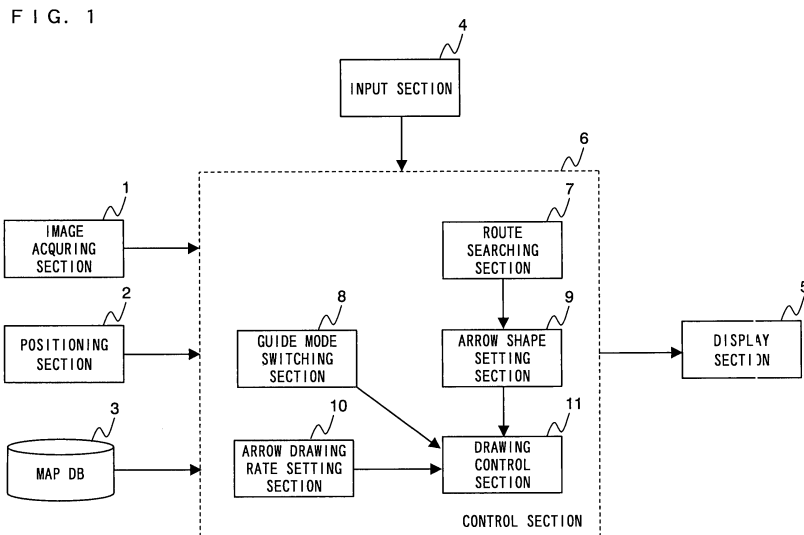 FIG. 1
4
INPUT SECTION
6
1
IMAGE
ACQURING
SECTION
7
ROUTE
SEARCHING
SECTION
2
POSITIONING
SECTION
8
GUIDE MODE
SWITCHING
SECTION
9
ARROW SHAPE
SETTING
SECTION
5
DISPLAY
SECTION
3
MAP DB
10
ARROW DRAWING
RATE SETTING
SECTION
11
DRAWING
CONTROL
SECTION
CONTROL SECTION